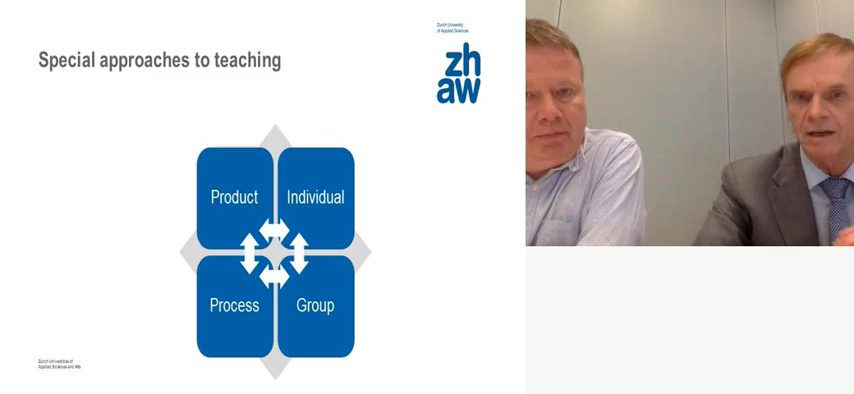 Zurich University
of Applied Sciences
zh
aw
Special approaches to teaching
Product
Individual
Process
Group
Zurich Universities of
Applied Sciences and Arts